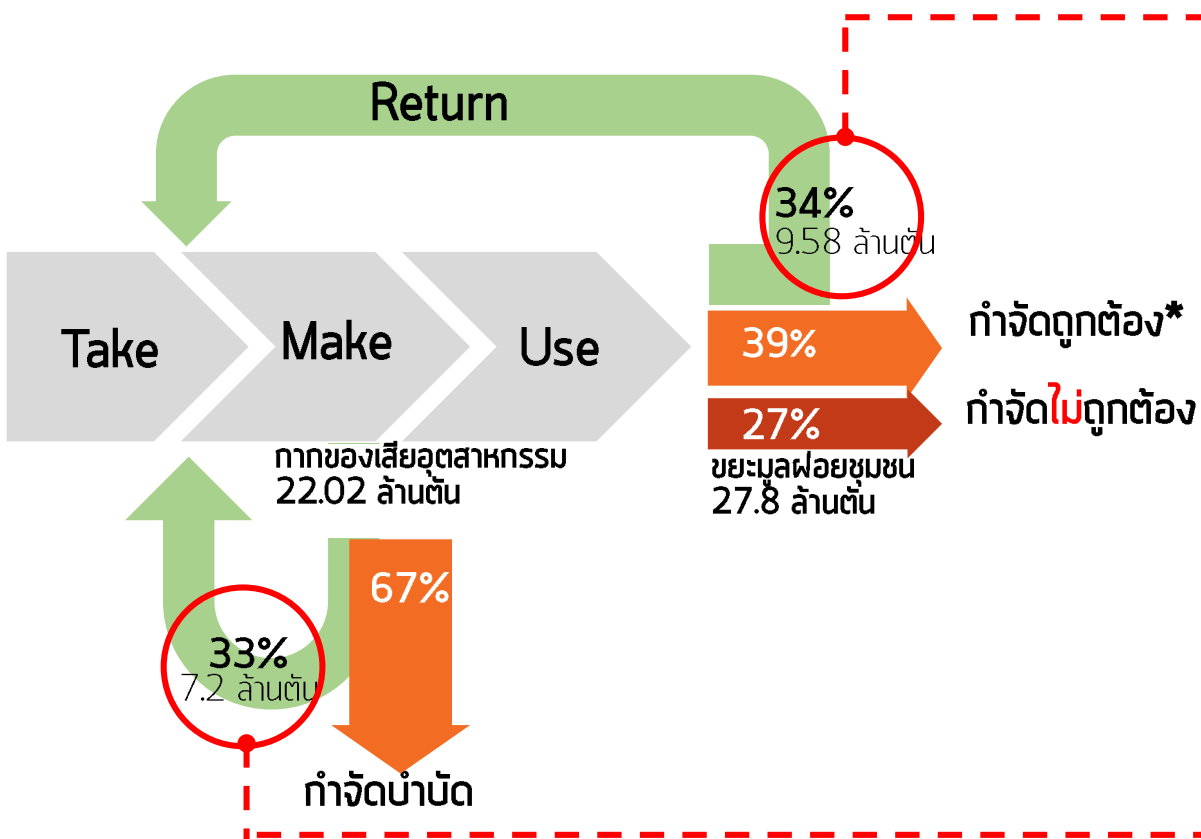 Return
34%
9.58 ล้านตัน
Take
Make
Use
39%
กำจัดถูกต้อง*
27%
กำจัดไม่ถูกต้อง
กากของเสียอุตสาหกรรม
22.02 ล้านตัน
ขยะมูลฝอยชุมชน
27.8 ล้านตัน
67%
33%
7.2 ล้านตัน
กำจัดบำบัด